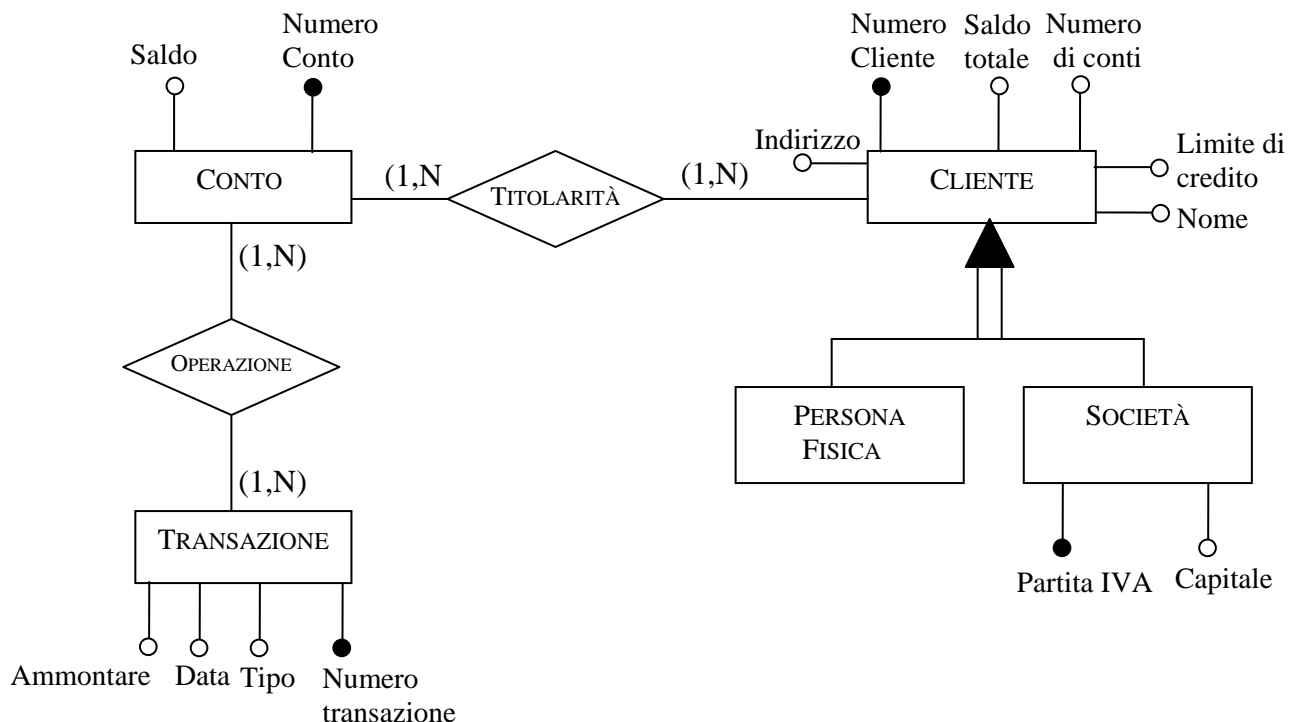 Saldo
Numero
Conto
Numero
Cliente
Saldo
totale
Numero
di conti
Indirizzo
Limite di
credito
Nome
CONTO
(1,N
TITOLARITÀ
(1,N)
CLIENTE
(1,N)
OPERAZIONE
(1,N)
PERSONA
FISICA
SOCIETÀ
TRANSAZIONE
Partita IVA
Capitale
Ammontare
Data
Tipo
Numero
transazione